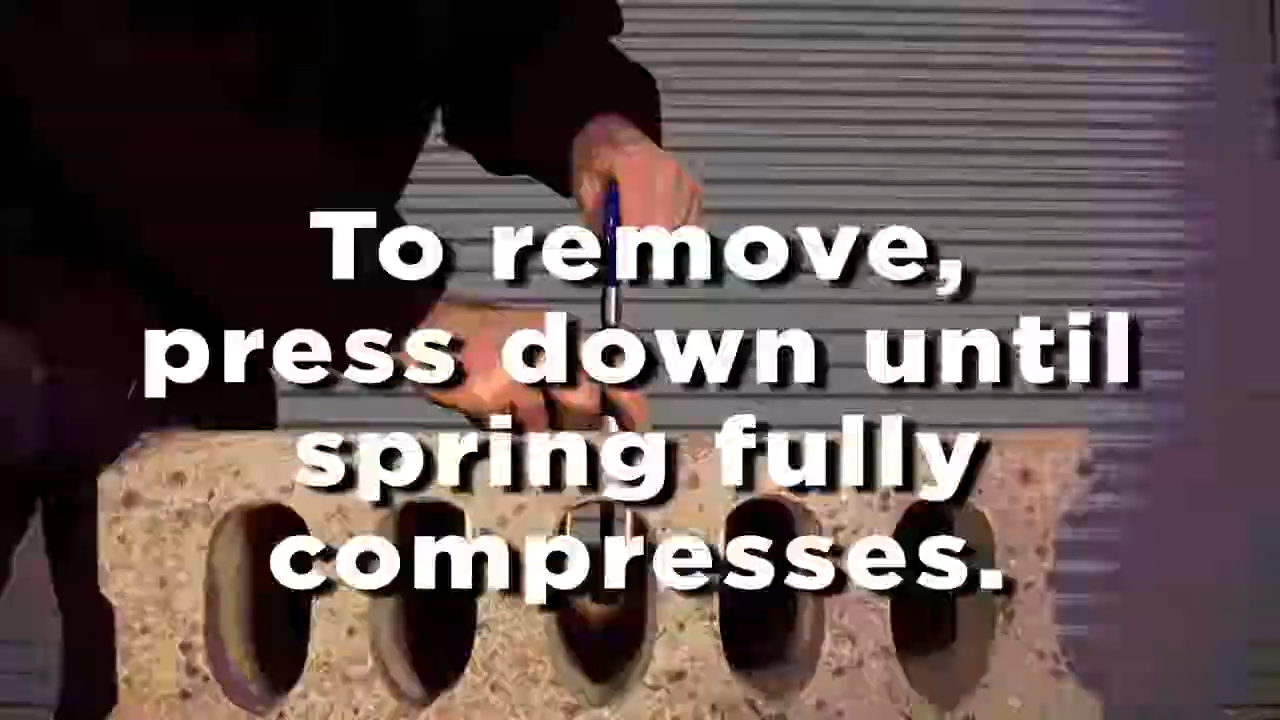 To remove,
press down until
spring fully
compresses.